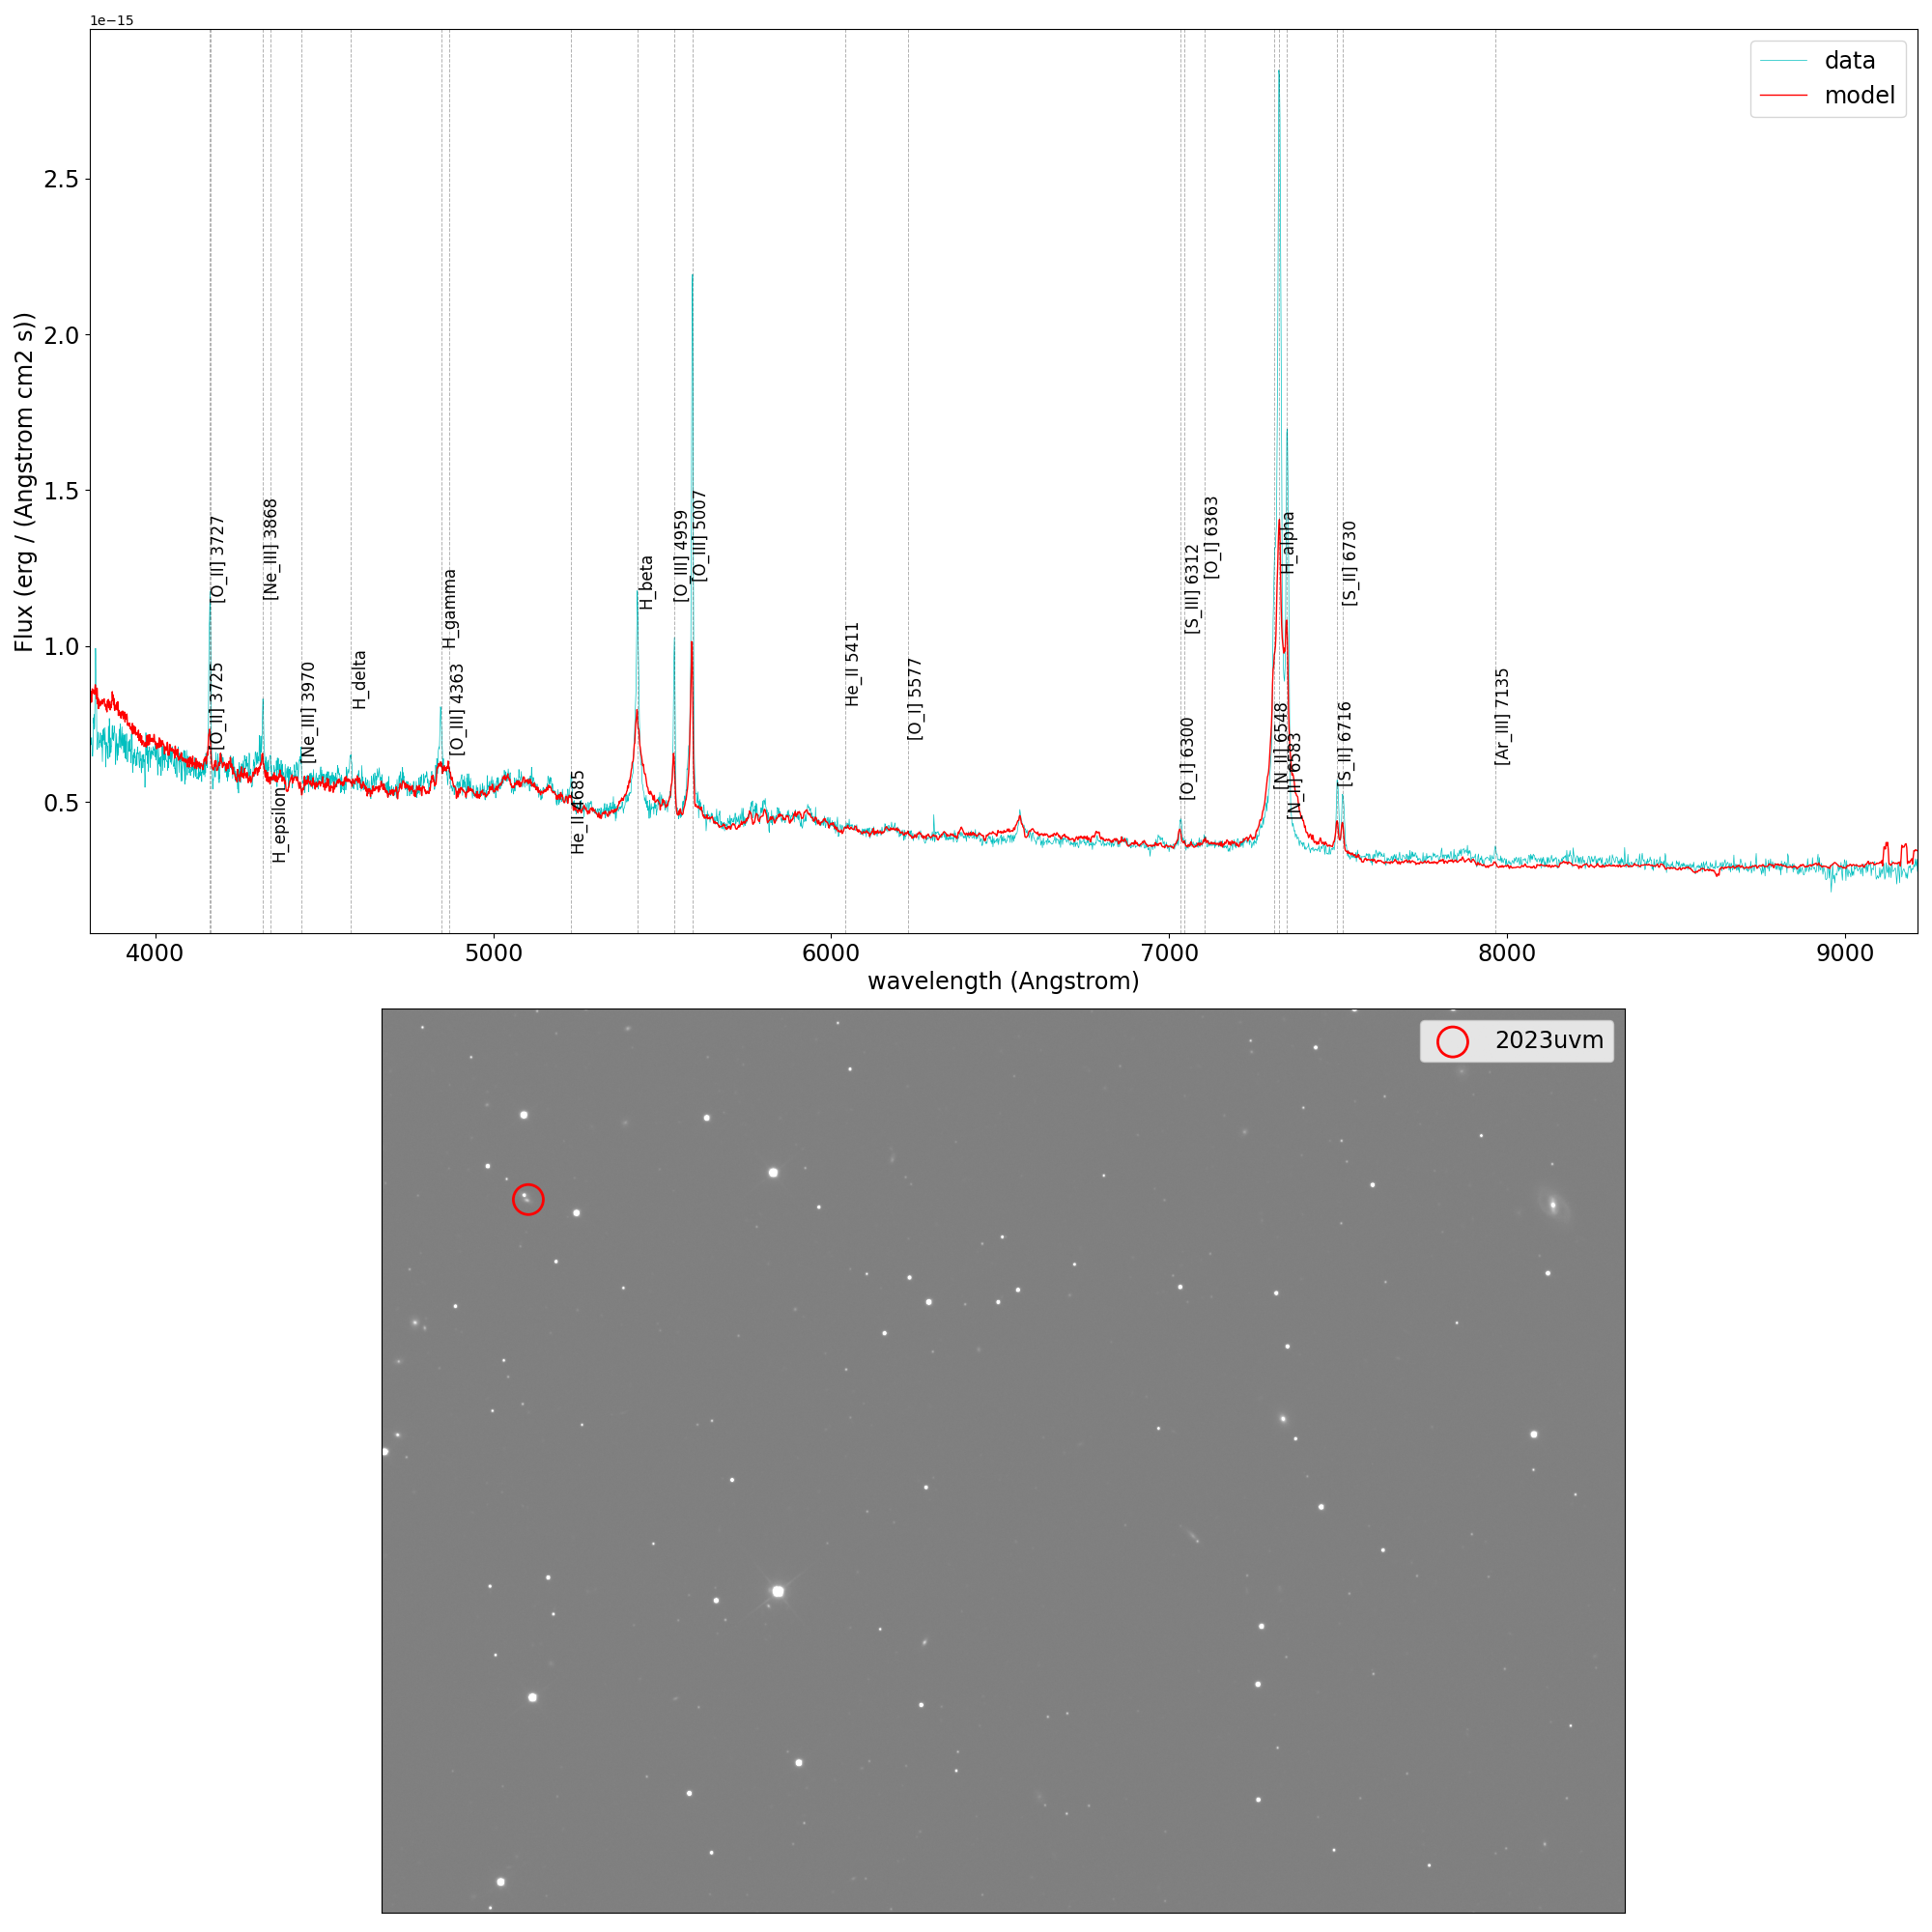 1e−15
data
model
Flux (erg / (Angstrom cm2 s))
2.5
2.0
1.5
1.0
0.5
[O_II] 3727
[O_II] 3725
[Ne_III] 3868
H_epsilon
[Ne_III] 3970
H_delta
H_gamma
[O_III] 4363
He_II 4685
H_beta
[O_III] 4959
[O_III] 5007
He_II 5411
[O_I] 5577
[O_I] 6300
[S_III] 6312
[O_I] 6363
[N_II] 6548
H_alpha
[N_II] 6583
[S_II] 6716
[S_II] 6730
[Ar_III] 7135
4000 5000 6000 7000 8000 9000
wavelength (Angstrom)
2023uvm